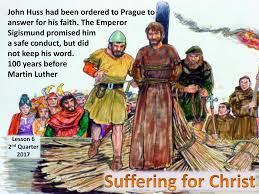 John Huss had been ordered to Prague to
answer for his faith. The Emperor
Sigismund promised him
a safe conduct, but did
not keep his word.
100 years before
Martin Luther
Lesson 6
2nd Quarter
2017
Suffering for Christ